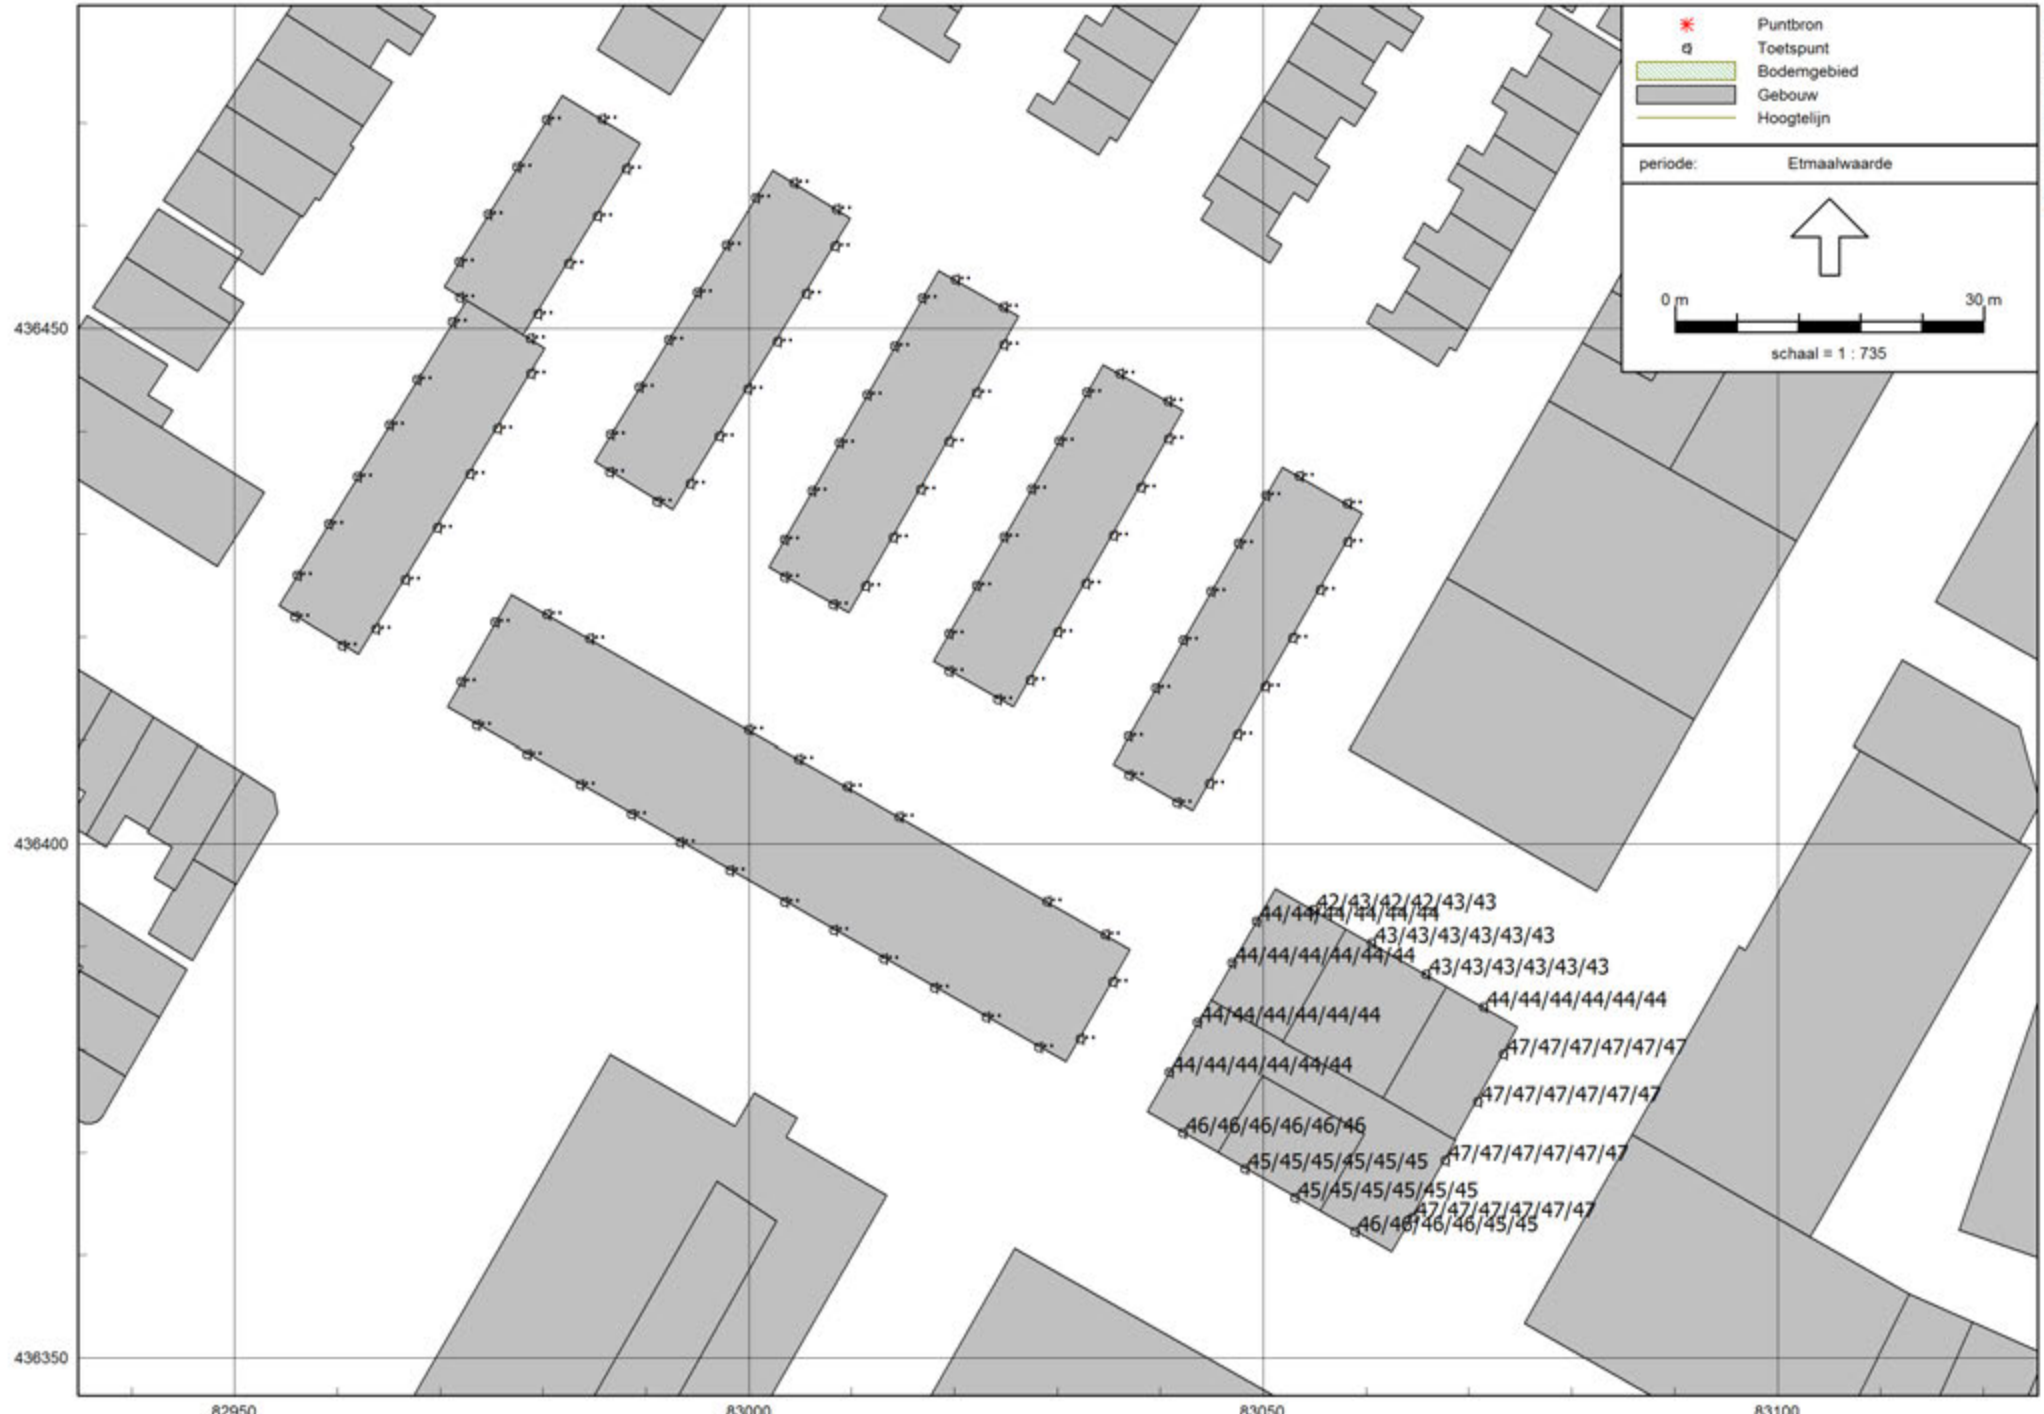 Puntbron
Toetspunt
Bodemgebied
Gebouw
Hoogtelijn
periode: Etmaalwaarde
0 m 30 m
schaal = 1 : 735
436450
436400
42/43/42/42/43/43
44/44/44/44/44/44
43/43/43/43/43/43
44/44/44/44/44/44
43/43/43/43/43/43
44/44/44/44/44/44
44/44/44/44/44/44
47/47/47/47/47/47
44/44/44/44/44/44
47/47/47/47/47/47
46/46/46/46/46/46
47/47/47/47/47/47
45/45/45/45/45/45
45/45/45/45/45/45
47/47/47/47/47/47
46/46/46/46/45/45
436350
82950 83000 83050 83100